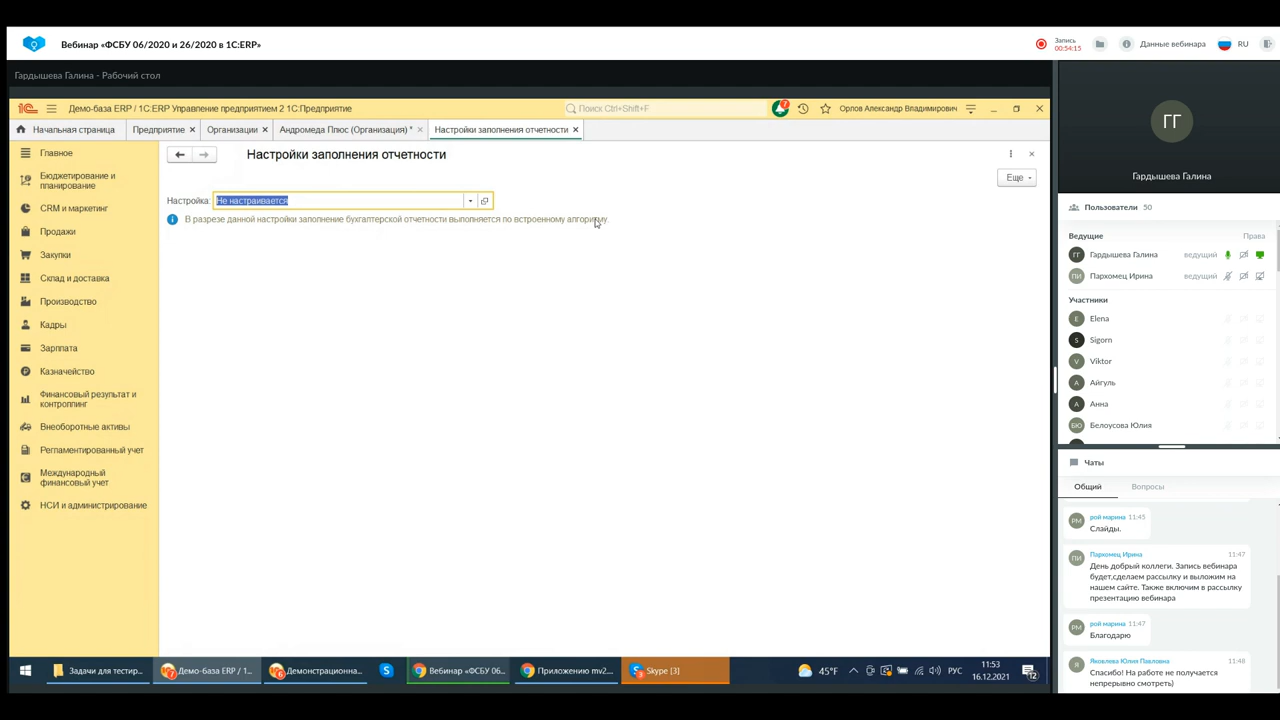 Вебинар «ФСБУ 06/2020 и 26/2020 в 1С:ERP»
Запись
00:54:15
Данные вебинара
RU
Гардышева Галина - Рабочий стол
1С
Демо-база ERP / 1С:ERP Управление предприятием 2 1С:Предприятие
Поиск Ctrl+Shift+F
7
Орлов Александр Владимирович
Начальная страница
Предприятие
Организации
Андромеда Плюс (Организация) *
Настройки заполнения отчетности
Главное
Бюджетирование и
планирование
CRM и маркетинг
Продажи
Закупки
Склад и доставка
Производство
Кадры
Зарплата
Казначейство
Финансовый результат и
контроллинг
Внеоборотные активы
Регламентированный учет
Международный
финансовый учет
НСИ и администрирование
Настройки заполнения отчетности
Еще
Настройка:
Не настраивается
В разрезе данной настройки заполнение бухгалтерской отчетности выполняется по встроенному алгоритму.
ГГ
Гардышева Галина
Пользователи 50
Ведущие
Права
ГГ Гардышева Галина ведущий
ПИ Пархомец Ирина ведущий
Участники
E Elena
S Sigorn
V Viktor
А Айгуль
А Анна
БЮ Белоусова Юлия
Чаты
Общий
Вопросы
РМ
рой марина 11:45
Слайды.
ПИ
Пархомец Ирина 11:47
День добрый коллеги. Запись вебинара
будет,сделаем рассылку и выложим на
нашем сайте. Также включим в рассылку
презентацию вебинара
РМ
рой марина 11:47
Благодарю
Я
Яковлева Юлия Павловна 11:48
Спасибо! На работе не получается
непрерывно смотреть)
Задачи для тестир...
Демо-база ERP / 1...
Демонстрационна...
Вебинар «ФСБУ 06...
Приложению mv2...
Skype [3]
45°F
РУС
11:53
16.12.2021
12